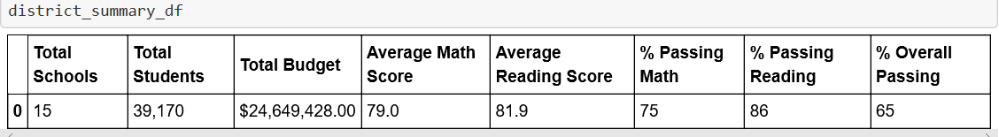 district_summary_df
Total Schools Total Students Total Budget Average Math Score Average Reading Score % Passing Math % Passing Reading % Overall Passing
0 15 39,170 $24,649,428.00 79.0 81.9 75 86 65